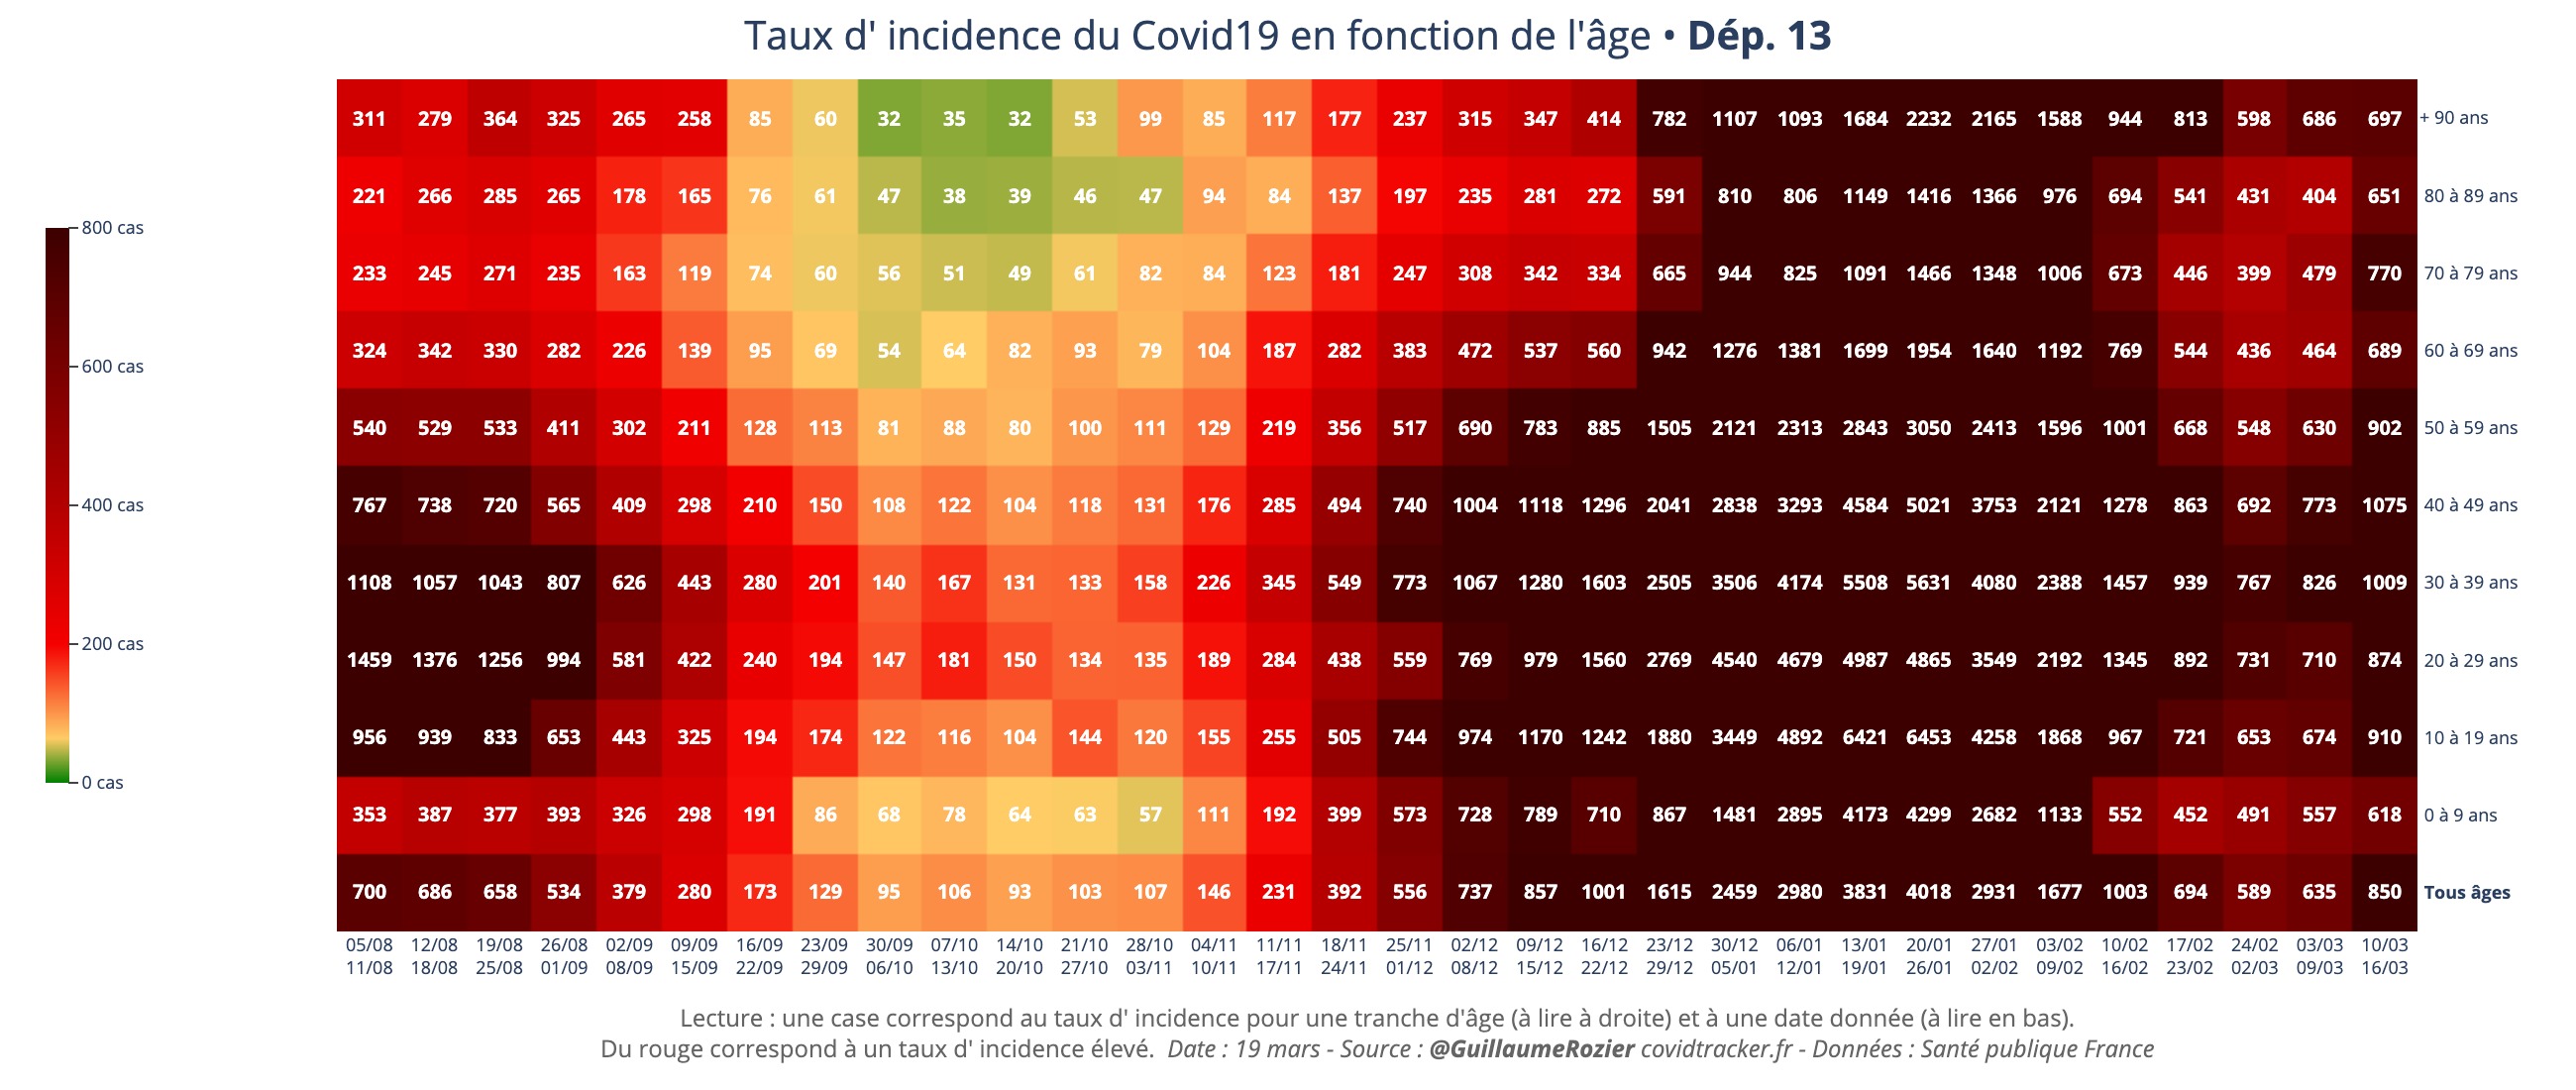 Taux d' incidence du Covid19 en fonction de l'âge • Dép. 13
800 cas
600 cas
400 cas
200 cas
0 cas
311 279 364 325 265 258 85 60 32 35 32 53 99 85 117 177 237 315 347 414 782 1107 1093 1684 2232 2165 1588 944 813 598 686 697 + 90 ans
221 266 285 265 178 165 76 61 47 38 39 46 47 94 84 137 197 235 281 272 591 810 806 1149 1416 1366 976 694 541 431 404 651 80 à 89 ans
233 245 271 235 163 119 74 60 56 51 49 61 82 84 123 181 247 308 342 334 665 944 825 1091 1466 1348 1006 673 446 399 479 770 70 à 79 ans
324 342 330 282 226 139 95 69 54 64 82 93 79 104 187 282 383 472 537 560 942 1276 1381 1699 1954 1640 1192 769 544 436 464 689 60 à 69 ans
540 529 533 411 302 211 128 113 81 88 80 100 111 129 219 356 517 690 783 885 1505 2121 2313 2843 3050 2413 1596 1001 668 548 630 902 50 à 59 ans
767 738 720 565 409 298 210 150 108 122 104 118 131 176 285 494 740 1004 1118 1296 2041 2838 3293 4584 5021 3753 2121 1278 863 692 773 1075 40 à 49 ans
1108 1057 1043 807 626 443 280 201 140 167 131 133 158 226 345 549 773 1067 1280 1603 2505 3506 4174 5508 5631 4080 2388 1457 939 767 826 1009 30 à 39 ans
1459 1376 1256 994 581 422 240 194 147 181 150 134 135 189 284 438 559 769 979 1560 2769 4540 4679 4987 4865 3549 2192 1345 892 731 710 874 20 à 29 ans
956 939 833 653 443 325 194 174 122 116 104 144 120 155 255 505 744 974 1170 1242 1880 3449 4892 6421 6453 4258 1868 967 721 653 674 910 10 à 19 ans
353 387 377 393 326 298 191 86 68 78 64 63 57 111 192 399 573 728 789 710 867 1481 2895 4173 4299 2682 1133 552 452 491 557 618 0 à 9 ans
700 686 658 534 379 280 173 129 95 106 93 103 107 146 231 392 556 737 857 1001 1615 2459 2980 3831 4018 2931 1677 1003 694 589 635 850 Tous âges
05/08 12/08 19/08 26/08 02/09 09/09 16/09 23/09 30/09 07/10 14/10 21/10 28/10 04/11 11/11 18/11 25/11 02/12 09/12 16/12 23/12 30/12 06/01 13/01 20/01 27/01 03/02 10/02 17/02 24/02 03/03 10/03
11/08 18/08 25/08 01/09 08/09 15/09 22/09 29/09 06/10 13/10 20/10 27/10 03/11 10/11 17/11 24/11 01/12 08/12 15/12 22/12 29/12 05/01 12/01 19/01 26/01 02/02 09/02 16/02 23/02 02/03 09/03 16/03
Lecture : une case correspond au taux d' incidence pour une tranche d'âge (à lire à droite) et à une date donnée (à lire en bas).
Du rouge correspond à un taux d' incidence élevé. Date : 19 mars - Source : @GuillaumeRozier covidtracker.fr - Données : Santé publique France